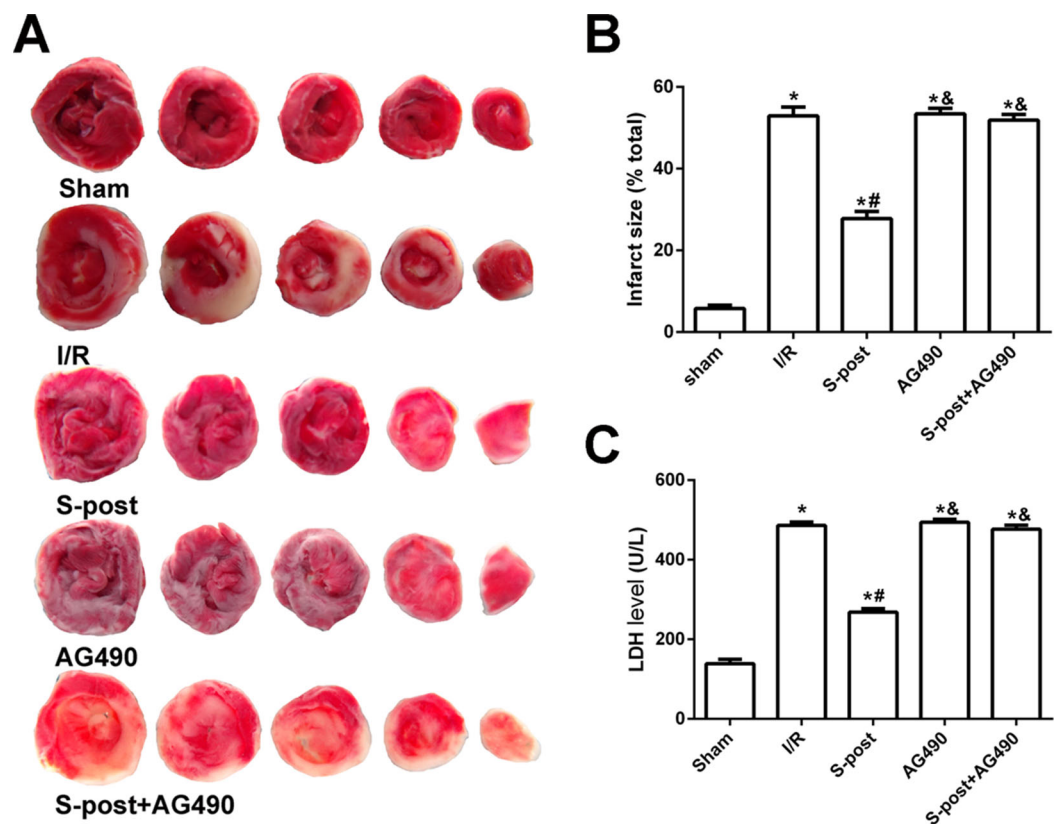 A
Sham
I/R
S-post
AG490
S-post+AG490
B
Infarct size (% total)
60
40
20
0
*
*#
*&
*&
sham
I/R
S-post
AG490
S-post+AG490
C
LDH level (U/L)
600
400
200
0
*
*#
*&
*&
Sham
I/R
S-post
AG490
S-post+AG490